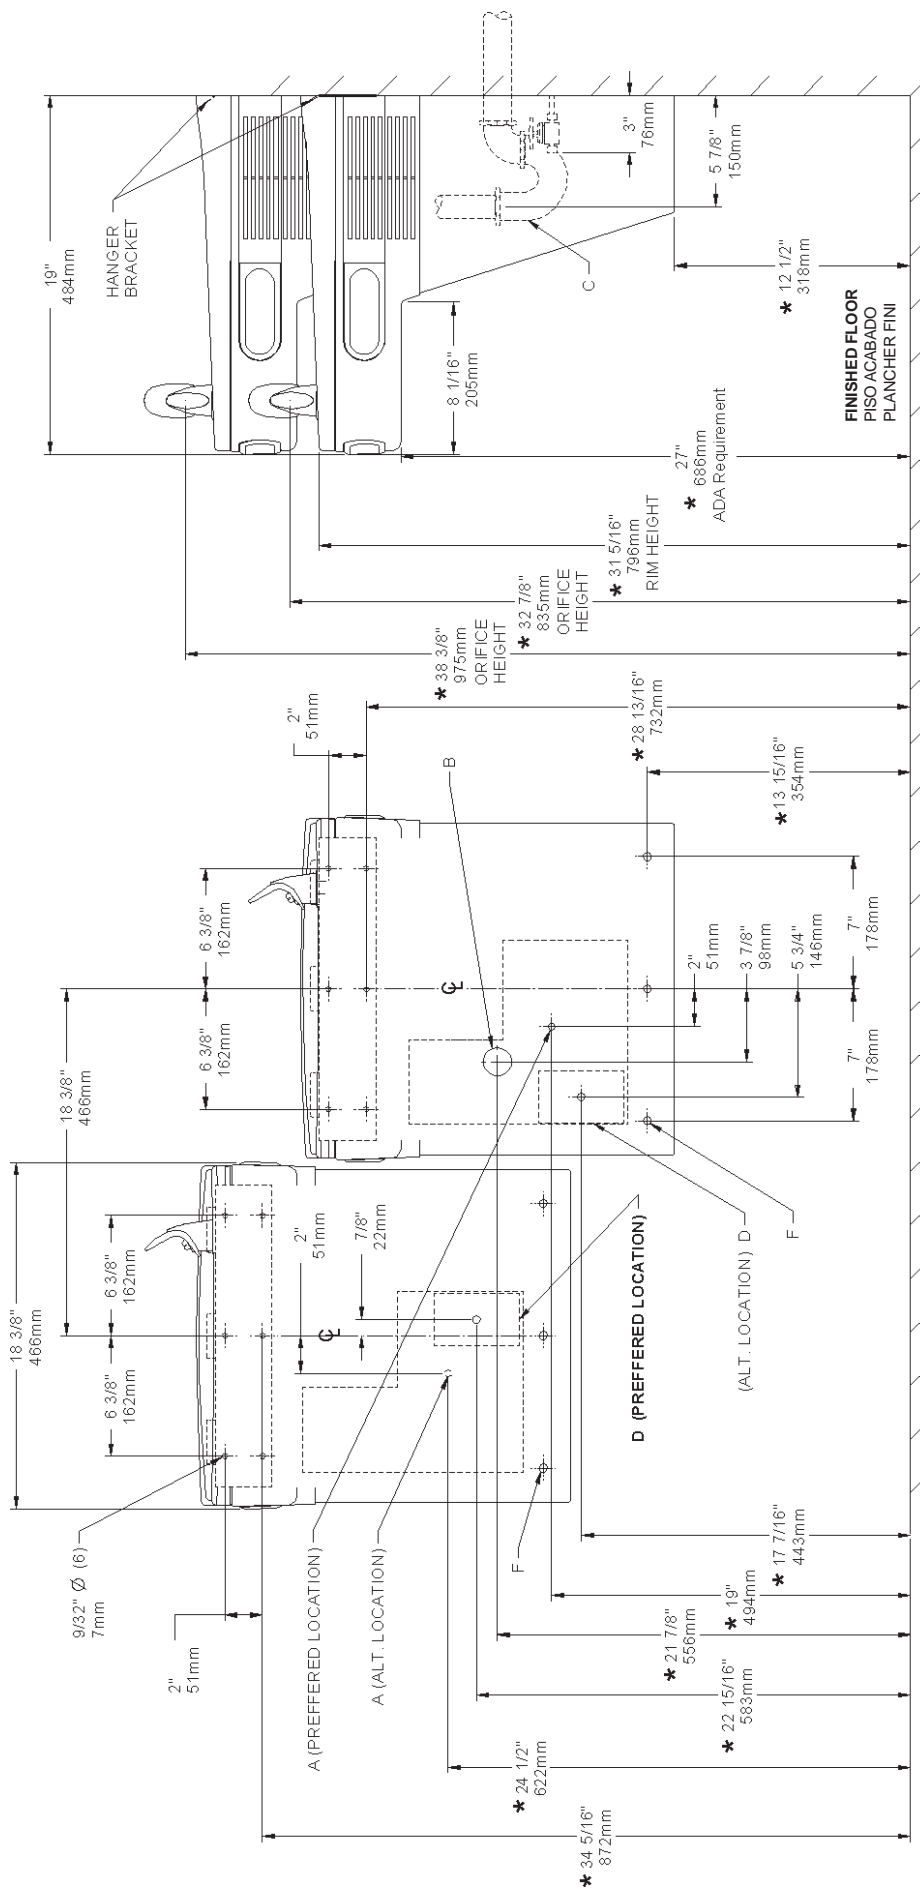 19"
484mm
HANGER
BRACKET
3"
76mm
5 7/8"
150mm
C
8 1/16"
205mm
* 12 1/2"
318mm
FINISHED FLOOR
PISO ACABADO
PLANCHER FINI
27"
* 686mm
ADA Requirement
* 31 5/16"
796mm
RIM HEIGHT
* 32 7/8"
835mm
ORIFICE
HEIGHT
* 38 3/8"
975mm
ORIFICE
HEIGHT
2"
51mm
* 28 13/16"
732mm
B
*13 15/16"
354mm
6 3/8"
162mm
6 3/8"
162mm
18 3/8"
466mm
CL
2"
51mm
3 7/8"
98mm
5 3/4"
146mm
7"
178mm
7"
178mm
18 3/8"
466mm
6 3/8"
162mm
6 3/8"
162mm
2"
51mm
7/8"
22mm
CL
D (PREFFERED LOCATION)
(ALT. LOCATION) D
F
9/32" Ø (6)
7mm
2"
51mm
A (PREFFERED LOCATION)
A (ALT. LOCATION)
F
* 17 7/16"
443mm
* 19"
494mm
* 21 7/8"
556mm
* 22 15/16"
583mm
* 24 1/2"
622mm
* 34 5/16"
872mm